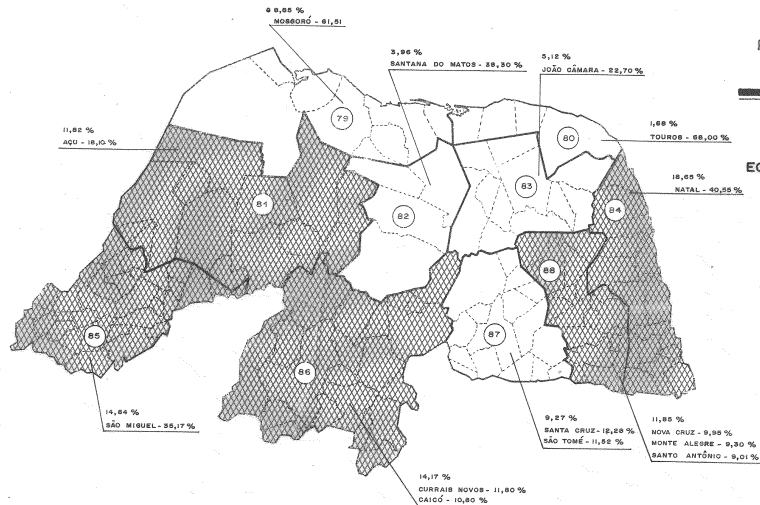 8,85 %
MOSSORÓ - 61,51
3,96 %
SANTANA DO MATOS - 38,30 %
5,12 %
JOÃO CÂMARA - 22,70 %
1,68 %
TOUROS - 68,00 %
11,82 %
AÇU - 18,10 %
18,65 %
NATAL - 40,55 %
EC
79
80
81
82
83
84
85
86
87
88
14,64 %
SÃO MIGUEL - 35,17 %
9,27 %
SANTA CRUZ - 12,28 %
SÃO TOMÉ - 11,52 %
11,85 %
NOVA CRUZ - 9,95 %
MONTE ALEGRE - 9,30 %
SANTO ANTÔNIO - 9,01 %
14,17 %
CURRAIS NOVOS - 11,80 %
CAICÓ - 10,80 %